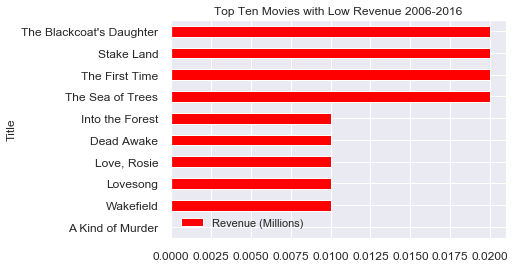 Top Ten Movies with Low Revenue 2006-2016
The Blackcoat's Daughter
Stake Land
The First Time
The Sea of Trees
Into the Forest
Dead Awake
Love, Rosie
Lovesong
Wakefield
A Kind of Murder
Title
Revenue (Millions)
0.0000 0.0025 0.0050 0.0075 0.0100 0.0125 0.0150 0.0175 0.0200